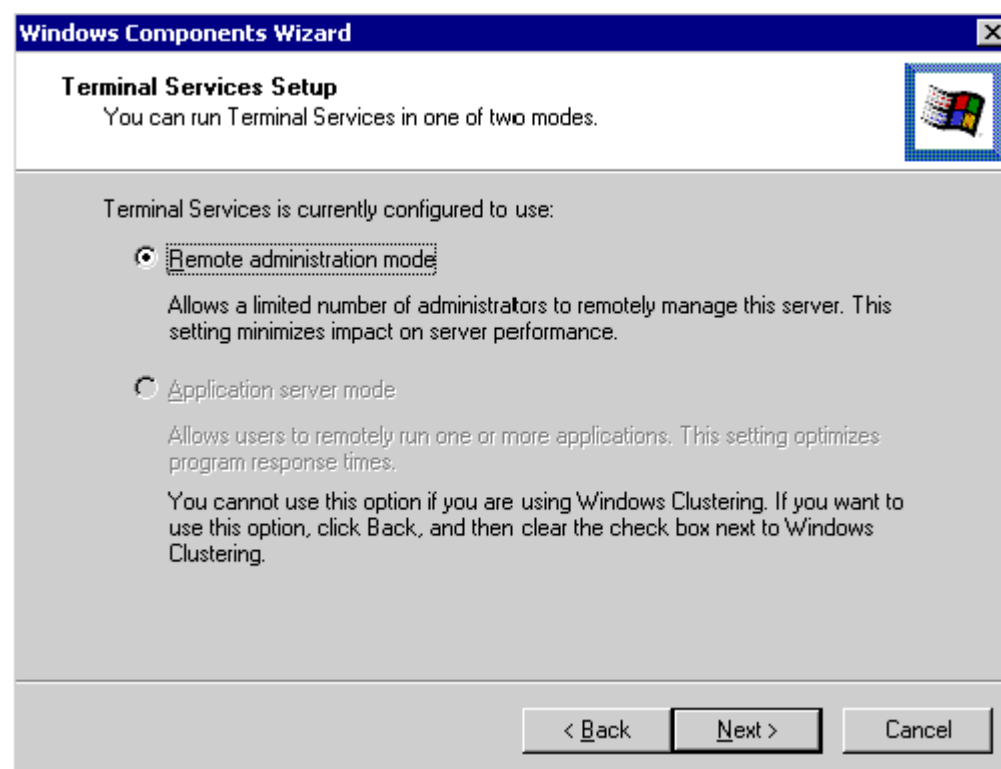 Windows Components Wizard
Terminal Services Setup
You can run Terminal Services in one of two modes.
Terminal Services is currently configured to use:
Remote administration mode
Allows a limited number of administrators to remotely manage this server. This
setting minimizes impact on server performance.
Application server mode
Allows users to remotely run one or more applications. This setting optimizes
program response times.
You cannot use this option if you are using Windows Clustering. If you want to
use this option, click Back, and then clear the check box next to Windows
Clustering.
< Back Next > Cancel